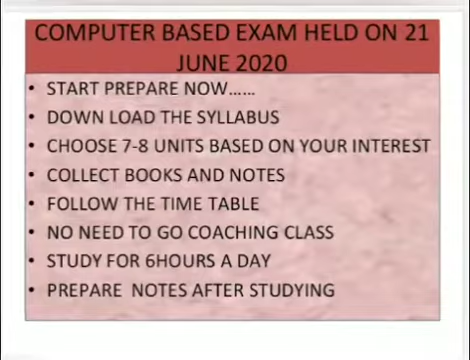 COMPUTER BASED EXAM HELD ON 21
JUNE 2020
• START PREPARE NOW......
• DOWN LOAD THE SYLLABUS
• CHOOSE 7-8 UNITS BASED ON YOUR INTEREST
• COLLECT BOOKS AND NOTES
• FOLLOW THE TIME TABLE
• NO NEED TO GO COACHING CLASS
• STUDY FOR 6HOURS A DAY
• PREPARE NOTES AFTER STUDYING